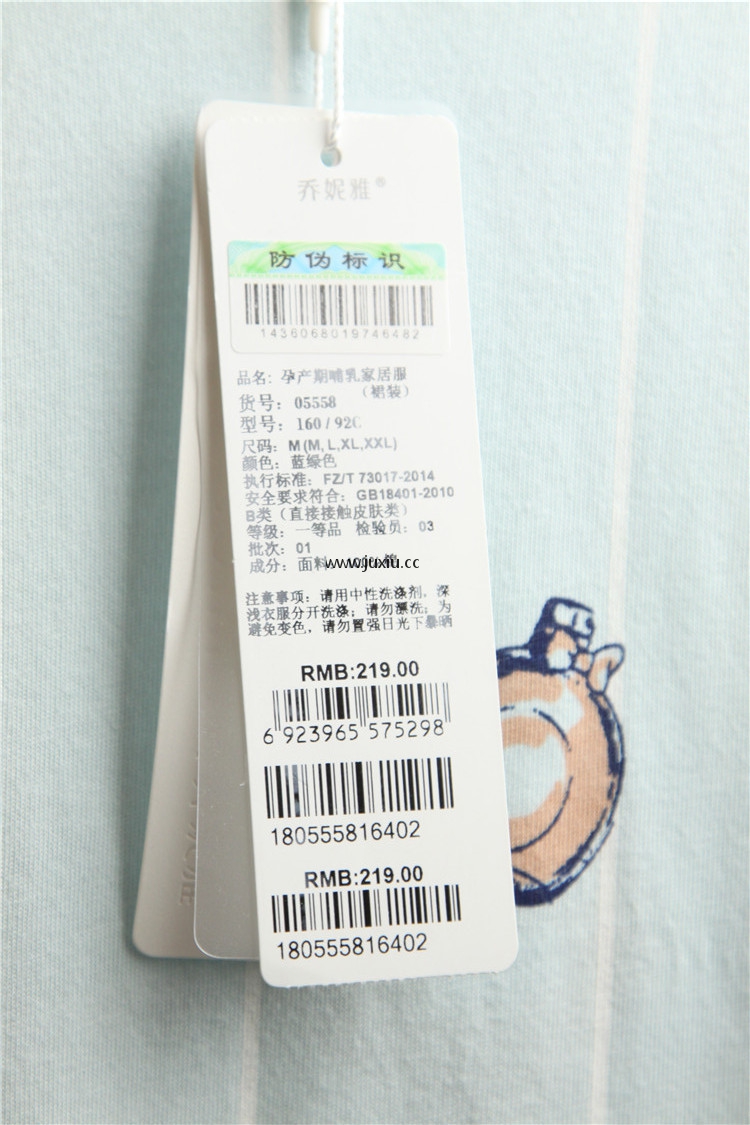 乔妮雅®
防伪标识
1436068019746482
品名：孕产期哺乳家居服
（裙装）
货号：05558
型号：160/92C
尺码：M(M,L,XL,XXL)
颜色：蓝绿色
执行标准：FZ/T 73017-2014
安全要求符合：GB18401-2010
B类（直接接触皮肤类）
等级：一等品 检验员：03
批次：01
成分：面料
www.juxiu.cc
注意事项：请用中性洗涤剂，深
浅衣服分开洗涤；请勿漂洗；为
避免变色，请勿置强日光下暴晒
RMB:219.00
6 923965 575298
180555816402
RMB:219.00
180555816402